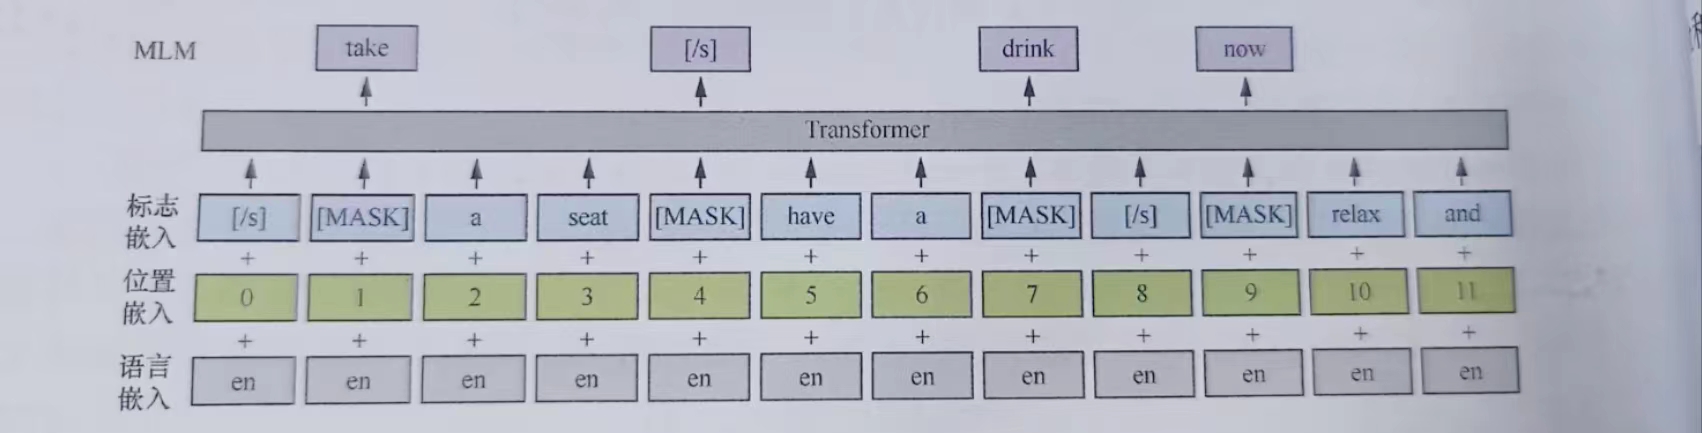 MLM take [/s] drink now
Transformer
标志嵌入 [/s] [MASK] a seat [MASK] have a [MASK] [/s] [MASK] relax and
+ + + + + + + + + + + +
位置嵌入 0 1 2 3 4 5 6 7 8 9 10 11
+ + + + + + + + + + + +
语言嵌入 en en en en en en en en en en en en